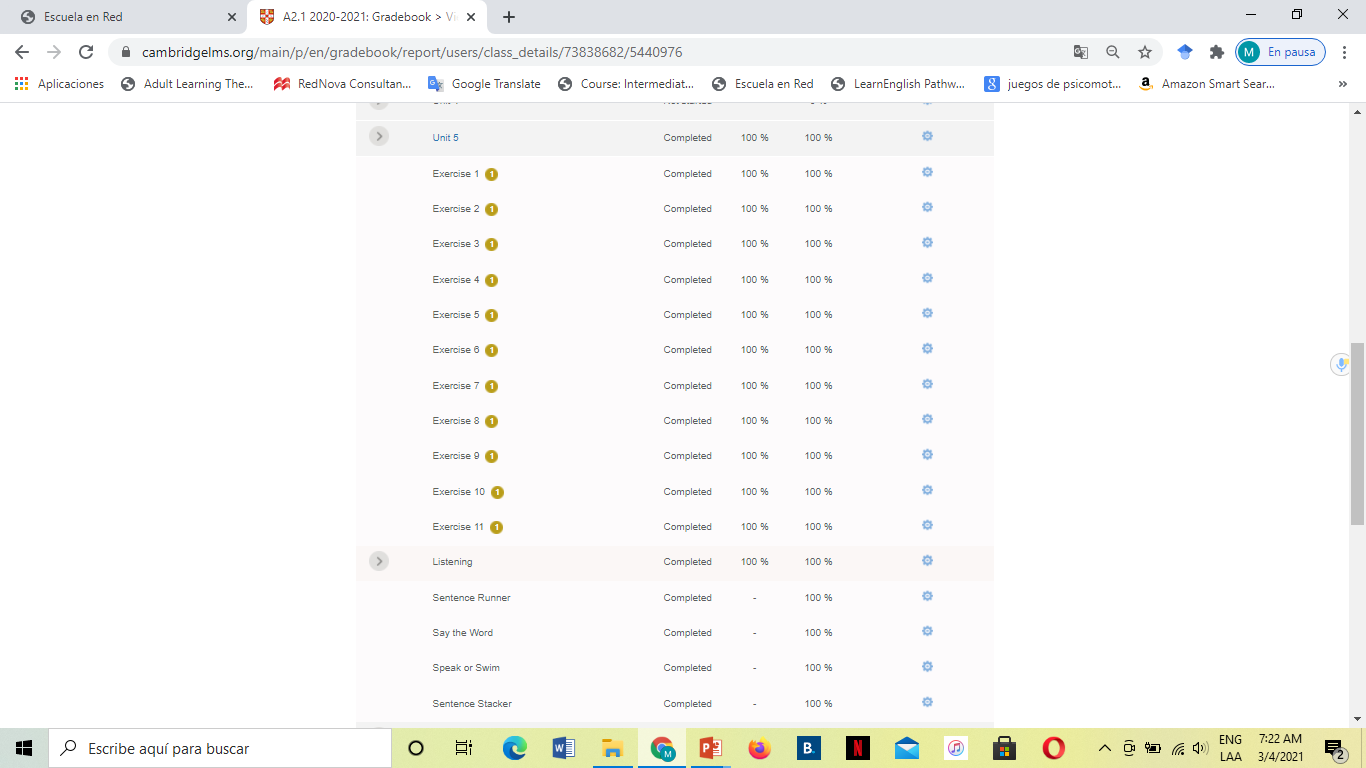 Escuela en Red
A2.1 2020-2021: Gradebook > Vi
cambridgelms.org/main/p/en/gradebook/report/users/class_details/73838682/5440976
M En pausa
Aplicaciones Adult Learning The... RedNova Consultan... Google Translate Course: Intermediat... Escuela en Red LearnEnglish Pathw... juegos de psicomot... Amazon Smart Sear... »
Unit 5 Completed 100 % 100 %
Exercise 1 1 Completed 100 % 100 %
Exercise 2 1 Completed 100 % 100 %
Exercise 3 1 Completed 100 % 100 %
Exercise 4 1 Completed 100 % 100 %
Exercise 5 1 Completed 100 % 100 %
Exercise 6 1 Completed 100 % 100 %
Exercise 7 1 Completed 100 % 100 %
Exercise 8 1 Completed 100 % 100 %
Exercise 9 1 Completed 100 % 100 %
Exercise 10 1 Completed 100 % 100 %
Exercise 11 1 Completed 100 % 100 %
Listening Completed 100 % 100 %
Sentence Runner Completed - 100 %
Say the Word Completed - 100 %
Speak or Swim Completed - 100 %
Sentence Stacker Completed - 100 %
Escribe aquí para buscar
ENG 7:22 AM
LAA 3/4/2021 2